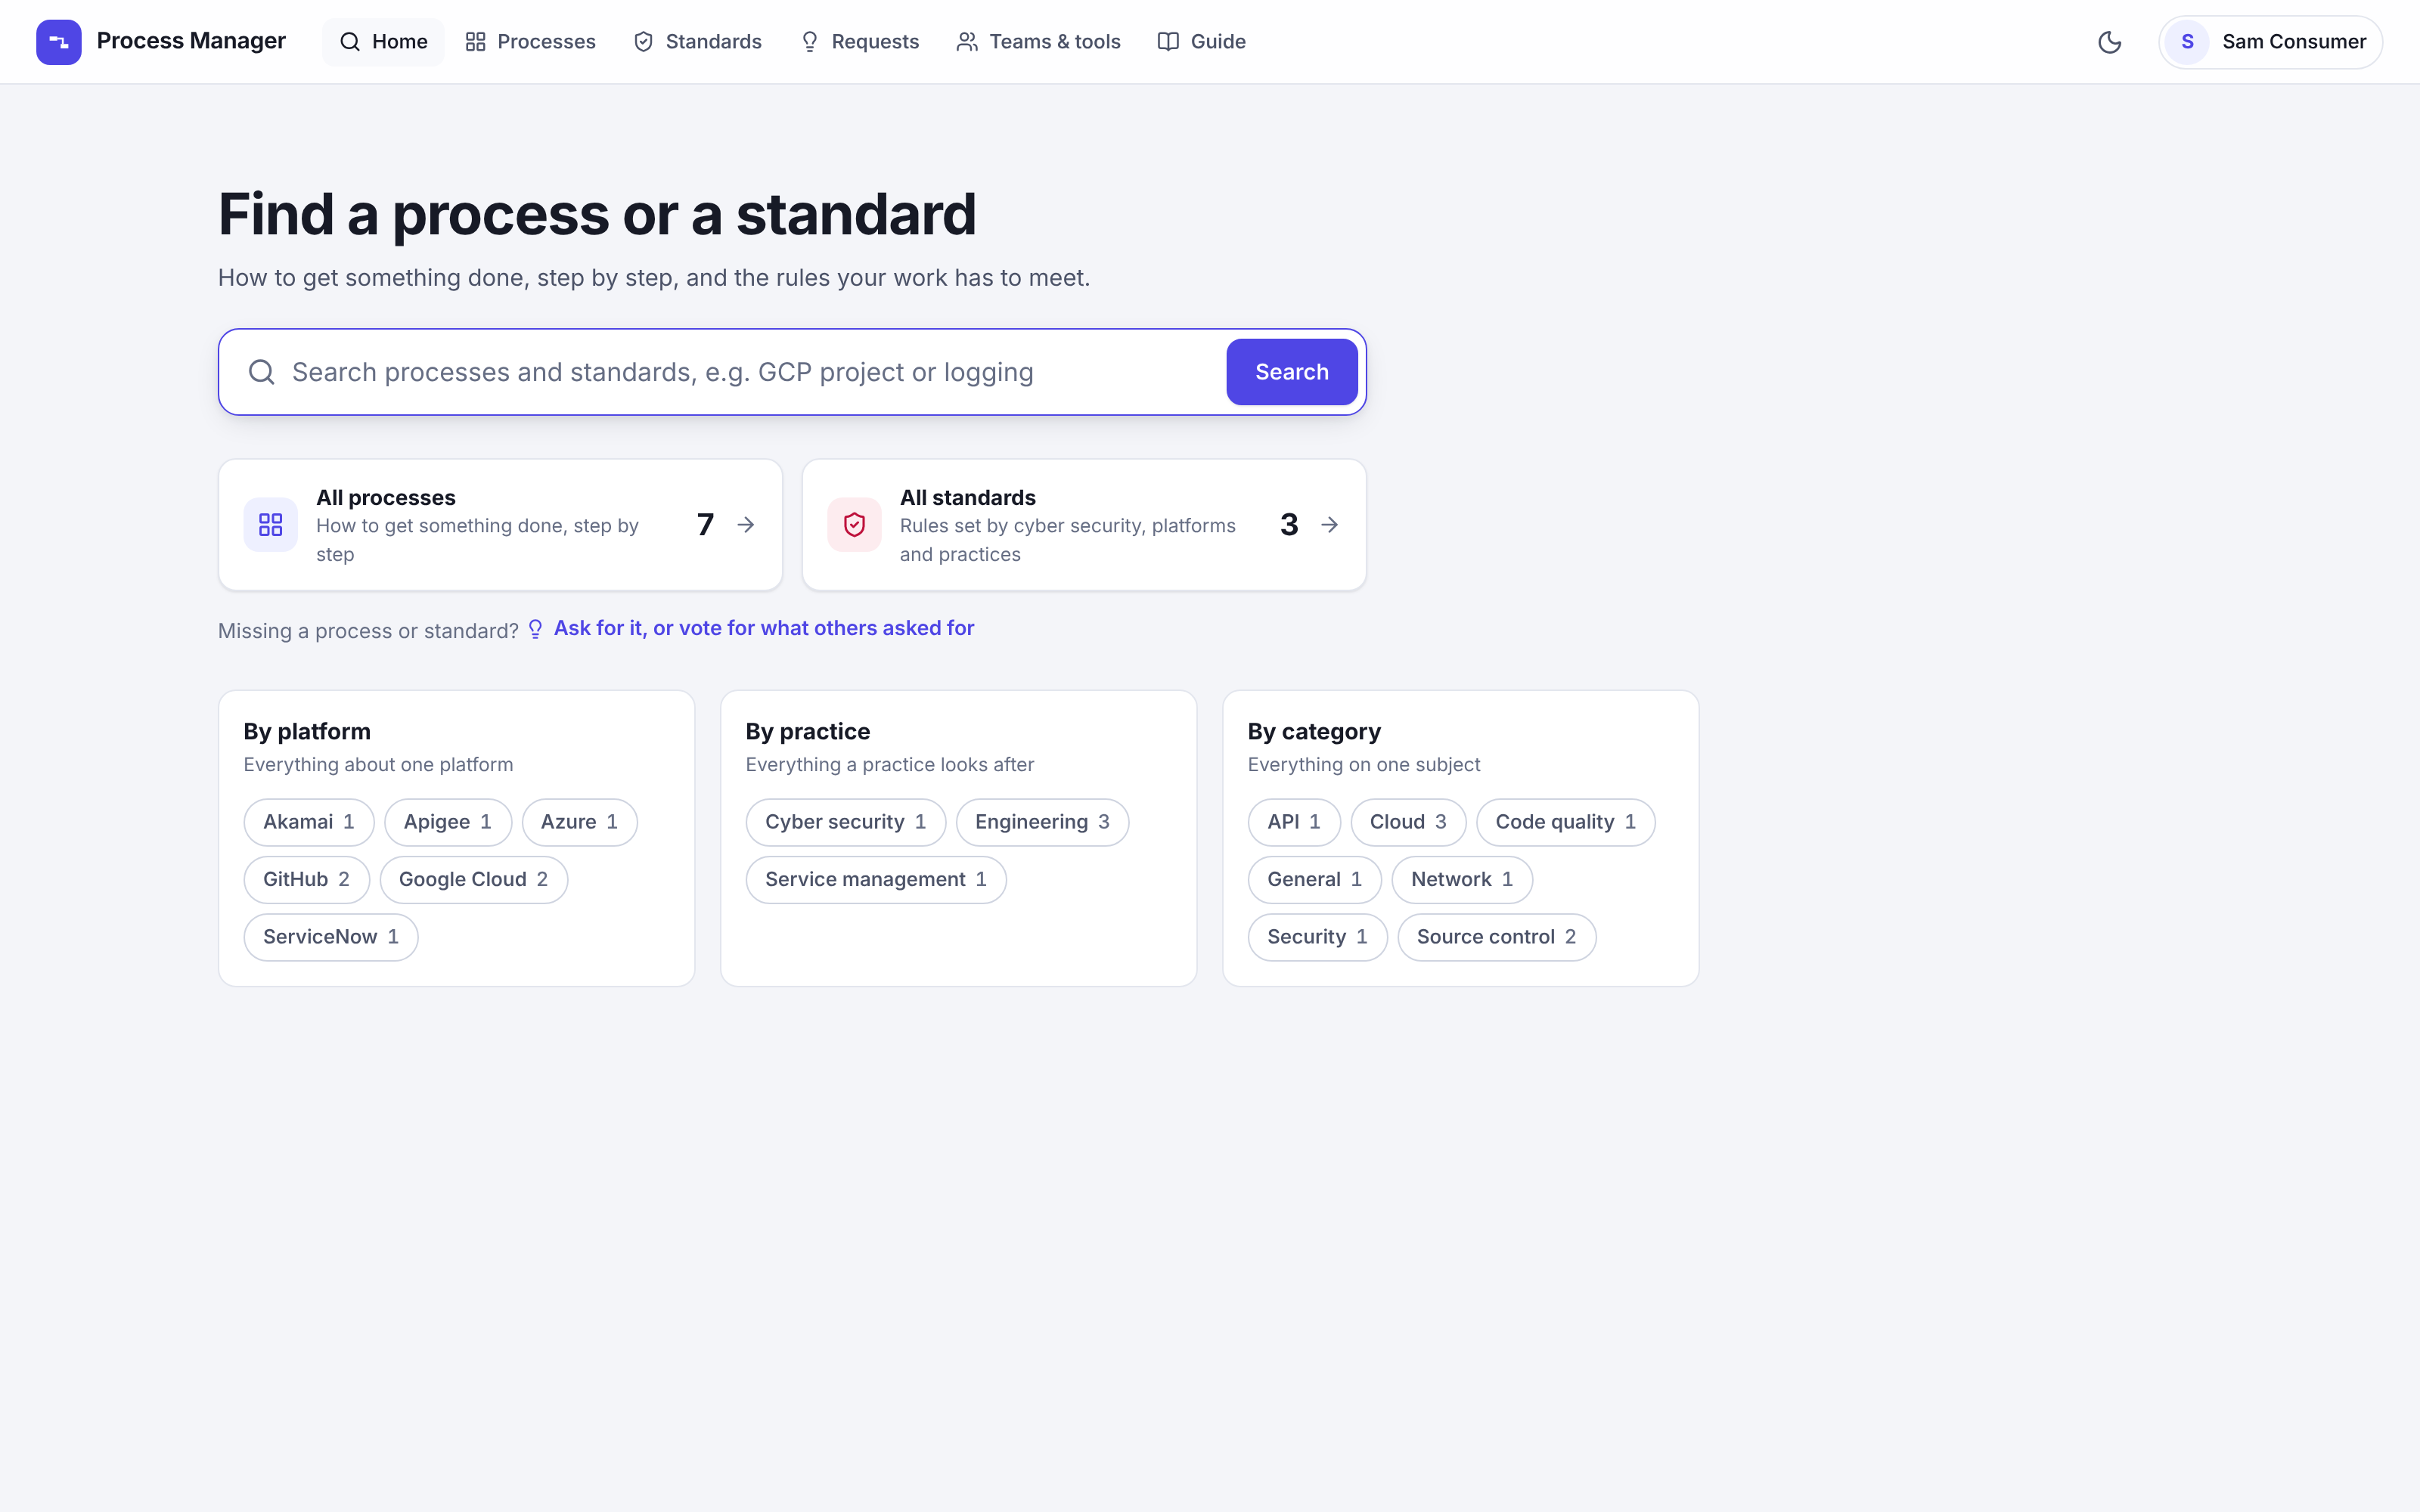 Process Manager
Home
Processes
Standards
Requests
Teams & tools
Guide
S
Sam Consumer
Find a process or a standard
How to get something done, step by step, and the rules your work has to meet.
Search processes and standards, e.g. GCP project or logging
Search
All processes
How to get something done, step by
step
7
All standards
Rules set by cyber security, platforms
and practices
3
Missing a process or standard? Ask for it, or vote for what others asked for
By platform
Everything about one platform
Akamai 1
Apigee 1
Azure 1
GitHub 2
Google Cloud 2
ServiceNow 1
By practice
Everything a practice looks after
Cyber security 1
Engineering 3
Service management 1
By category
Everything on one subject
API 1
Cloud 3
Code quality 1
General 1
Network 1
Security 1
Source control 2